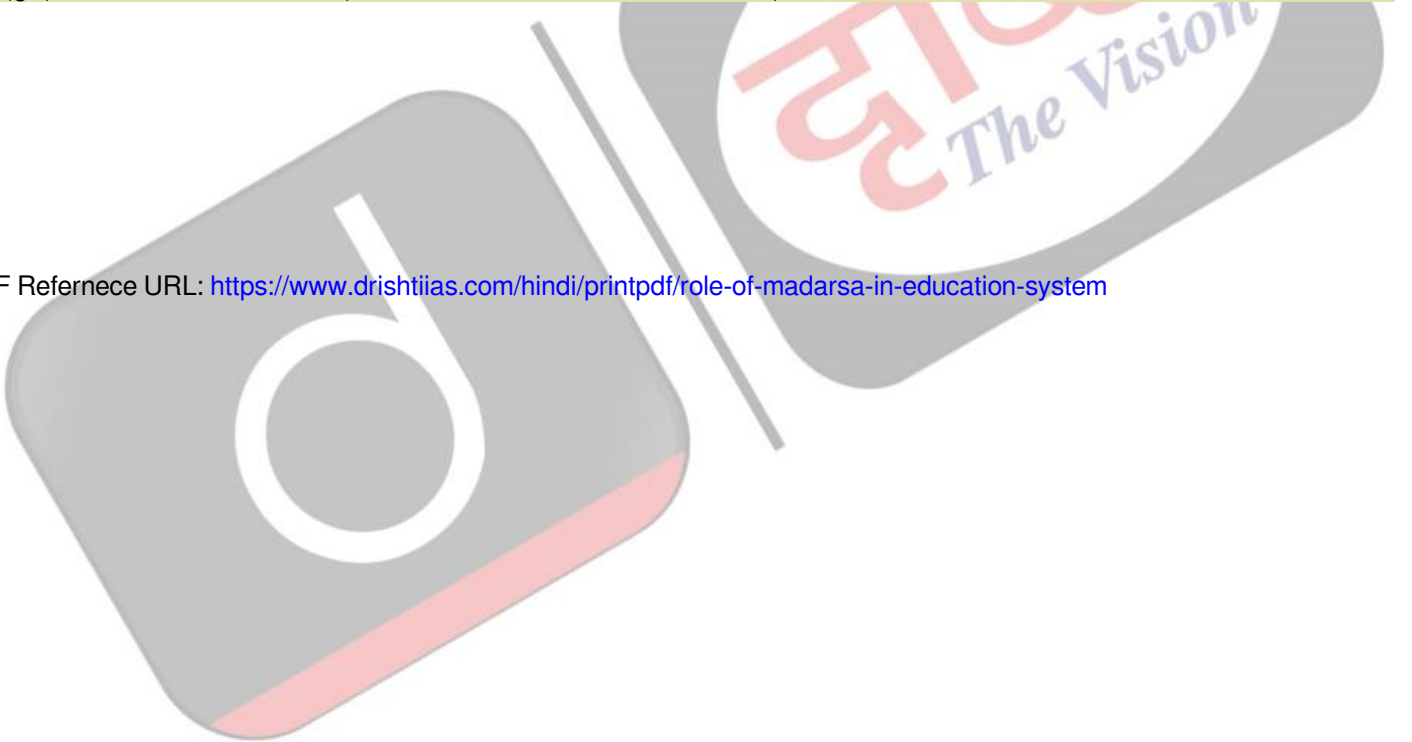 The Vision
F Refernece URL: https://www.drishtiias.com/hindi/printpdf/role-of-madarsa-in-education-system
d